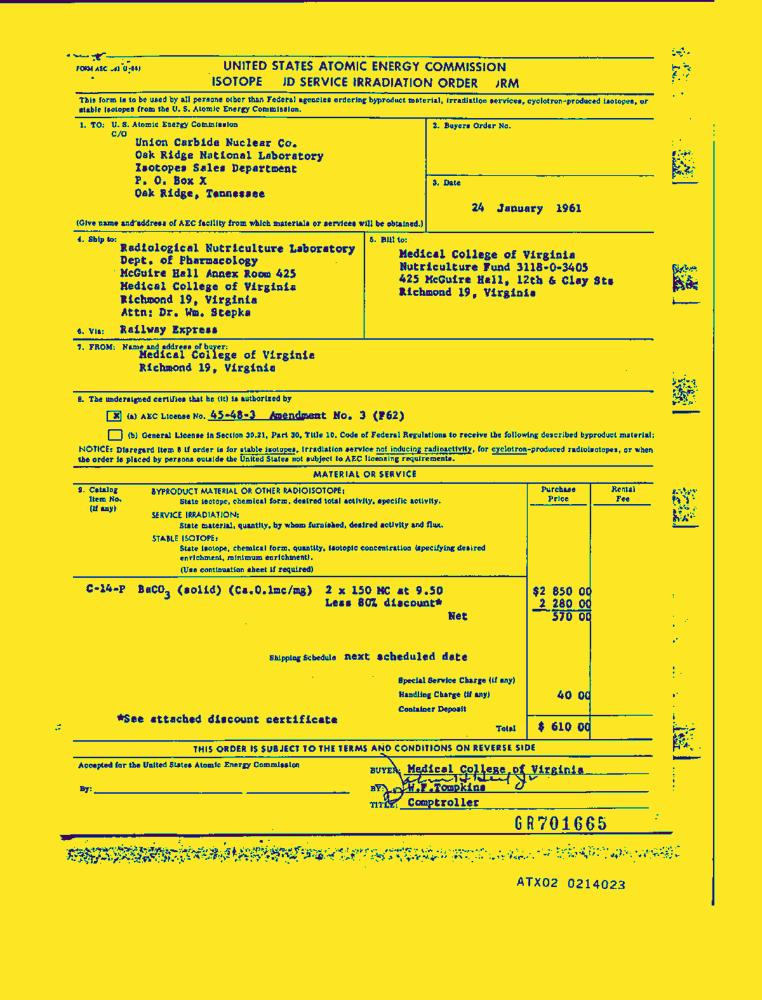 FORM AEC
UNITED STATES ATOMIC ENERGY COMMISSION
ISOTOPE ID SERVICE IRRADIATION ORDER RM
This form is to be used by all persons other than Federal agencies ordering byproduct material, irradiation services, cyclotron-produced isotopes, or
stable isotopes from the U. S. Atomic Energy Commission.
1. TO: U. S. Atomic Energy Commission
C/O
Union Carbide Nuclear Co.
Oak Ridge National Laboratory
Isotopes Sales Department
P. O. Box X
Oak Ridge, Tennessee
(Give name and address of AEC facility from which materials or services will be obtained.)
2. Buyers Order No.
3. Date
24 January 1961
4. Ship to:
Radiological Nutriculture Laboratory
Dept. of Pharmacology
McGuire Hall Annex Room 425
Medical College of Virginia
Richmond 19, Virginia
Attn: Dr. Wm. Stepka
5. Bill to:
Medical College of Virginia
Nutriculture Fund 3118-0-3405
425 McGuire Hall, 12th & Clay Sts
Richmond 19, Virginia
6. Via: Railway Express
7. FROM: Name and address of buyer:
Medical College of Virginia
Richmond 19, Virginia
8. The undersigned certifies that he (it) is authorized by
X (a) AEC License No. 45-48-3 Amendment No. 3 (F62)
(b) General License in Section 30.21, Part 30, Title 10, Code of Federal Regulations to receive the following described byproduct material:
NOTICE: Disregard item 8 if order is for stable isotopes, irradiation service not inducing radioactivity, for cyclotron-produced radioisotopes, or when
the order is placed by persons outside the United States not subject to AEC licensing requirements.
MATERIAL OR SERVICE
9. Catalog
Item No.
(if any)
BYPRODUCT MATERIAL OR OTHER RADIOISOTOPE:
State isotope, chemical form, desired total activity, specific activity.
SERVICE IRRADIATION:
State material, quantity, by whom furnished, desired activity and flux.
STABLE ISOTOPE:
State isotope, chemical form, quantity, isotopic concentration (specifying desired
enrichment, minimum enrichment).
(Use continuation sheet if required)
Purchase
Price
Rental
Fee
C-14-P BaCO3 (solid) (Ca.0.1mc/mg) 2 x 150 MC at 9.50 $2 850 00
Less 80% discount* 2 280 00
Net 570 00
Shipping Schedule next scheduled date
Special Service Charge (if any)
Handling Charge (if any) 40 00
Container Deposit
*See attached discount certificate
Total $ 610 00
THIS ORDER IS SUBJECT TO THE TERMS AND CONDITIONS ON REVERSE SIDE
Accepted for the United States Atomic Energy Commission
By:
BUYER: Medical College of Virginia
BY: W.F.Tompkins
TITLE: Comptroller
GR701665
ATX02 0214023